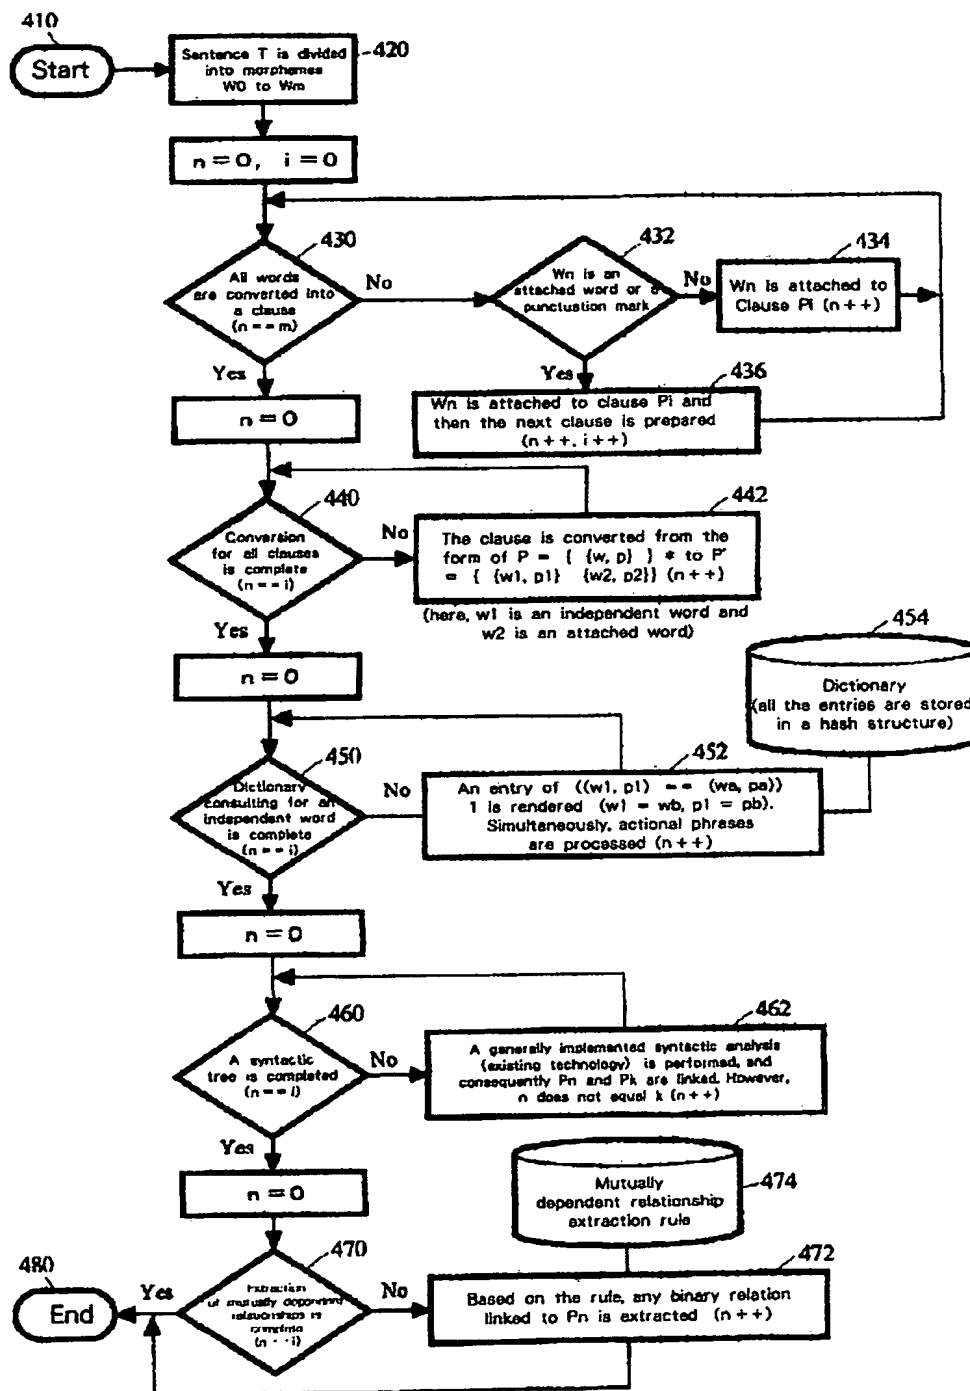 410
Start
Sentence T is divided
into morphemes
W0 to Wm
420
n = 0, i = 0
430
All words
are converted into
a clause
(n = = m)
No
Yes
432
Wn is an
attached word or a
punctuation mark
No
Yes
434
Wn is attached to
Clause Pi (n++)
436
Wn is attached to clause Pi and
then the next clause is prepared
(n++, i++)
n = 0
440
Conversion
for all clauses
is complete
(n = = i)
No
Yes
442
The clause is converted from the
form of P = { {w, p} } * to P'
= { {w1, p1} {w2, p2}} (n++)
(here, w1 is an independent word and
w2 is an attached word)
n = 0
454
Dictionary
(all the entries are stored
in a hash structure)
450
Dictionary
consulting for an
independent word
is complete
(n = = i)
No
Yes
452
An entry of ((w1, p1) == (wa, pa))
1 is rendered (w1 = wb, p1 = pb).
Simultaneously, actional phrases
are processed (n++)
n = 0
460
A syntactic
tree is completed
(n = = i)
No
Yes
462
A generally implemented syntactic analysis
(existing technology) is performed, and
consequently Pn and Pk are linked. However,
n does not equal k (n++)
n = 0
474
Mutually
dependent relationship
extraction rule
470
Extraction
of mutually dependent
relationships is
complete
(n = = i)
Yes
No
472
Based on the rule, any binary relation
linked to Pn is extracted (n++)
480
End